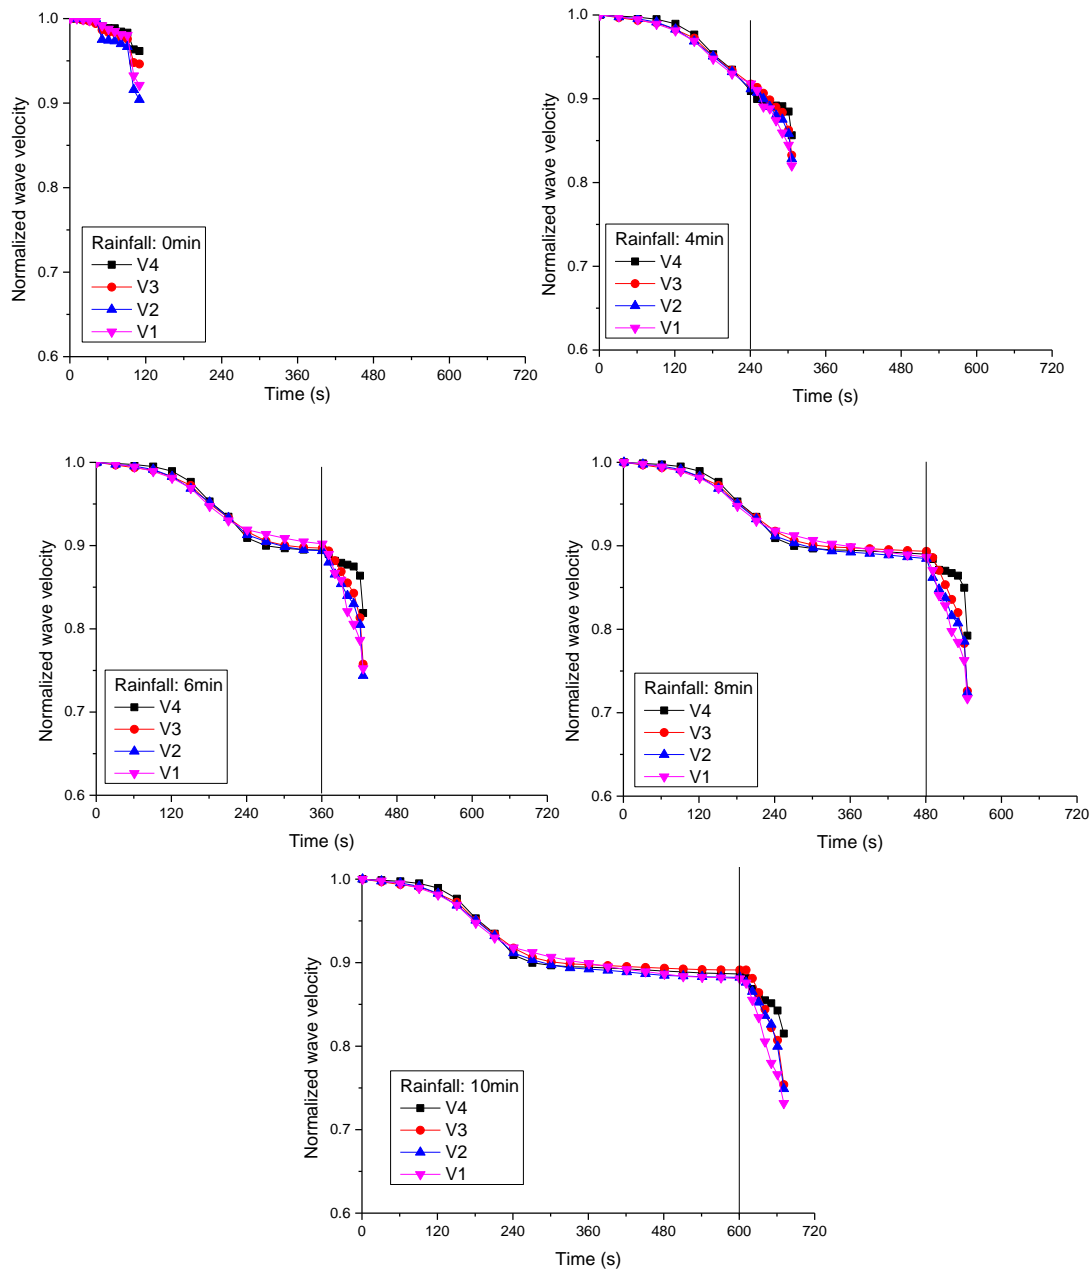 1.0
0.9
0.8
0.7
0.6
Normalized wave velocity
Rainfall: 0min
V4
V3
V2
V1
0 120 240 360 480 600 720
Time (s)
1.0
0.9
0.8
0.7
0.6
Normalized wave velocity
Rainfall: 4min
V4
V3
V2
V1
0 120 240 360 480 600 720
Time (s)
1.0
0.9
0.8
0.7
0.6
Normalized wave velocity
Rainfall: 6min
V4
V3
V2
V1
0 120 240 360 480 600 720
Time (s)
1.0
0.9
0.8
0.7
0.6
Normalized wave velocity
Rainfall: 8min
V4
V3
V2
V1
0 120 240 360 480 600 720
Time (s)
1.0
0.9
0.8
0.7
0.6
Normalized wave velocity
Rainfall: 10min
V4
V3
V2
V1
0 120 240 360 480 600 720
Time (s)